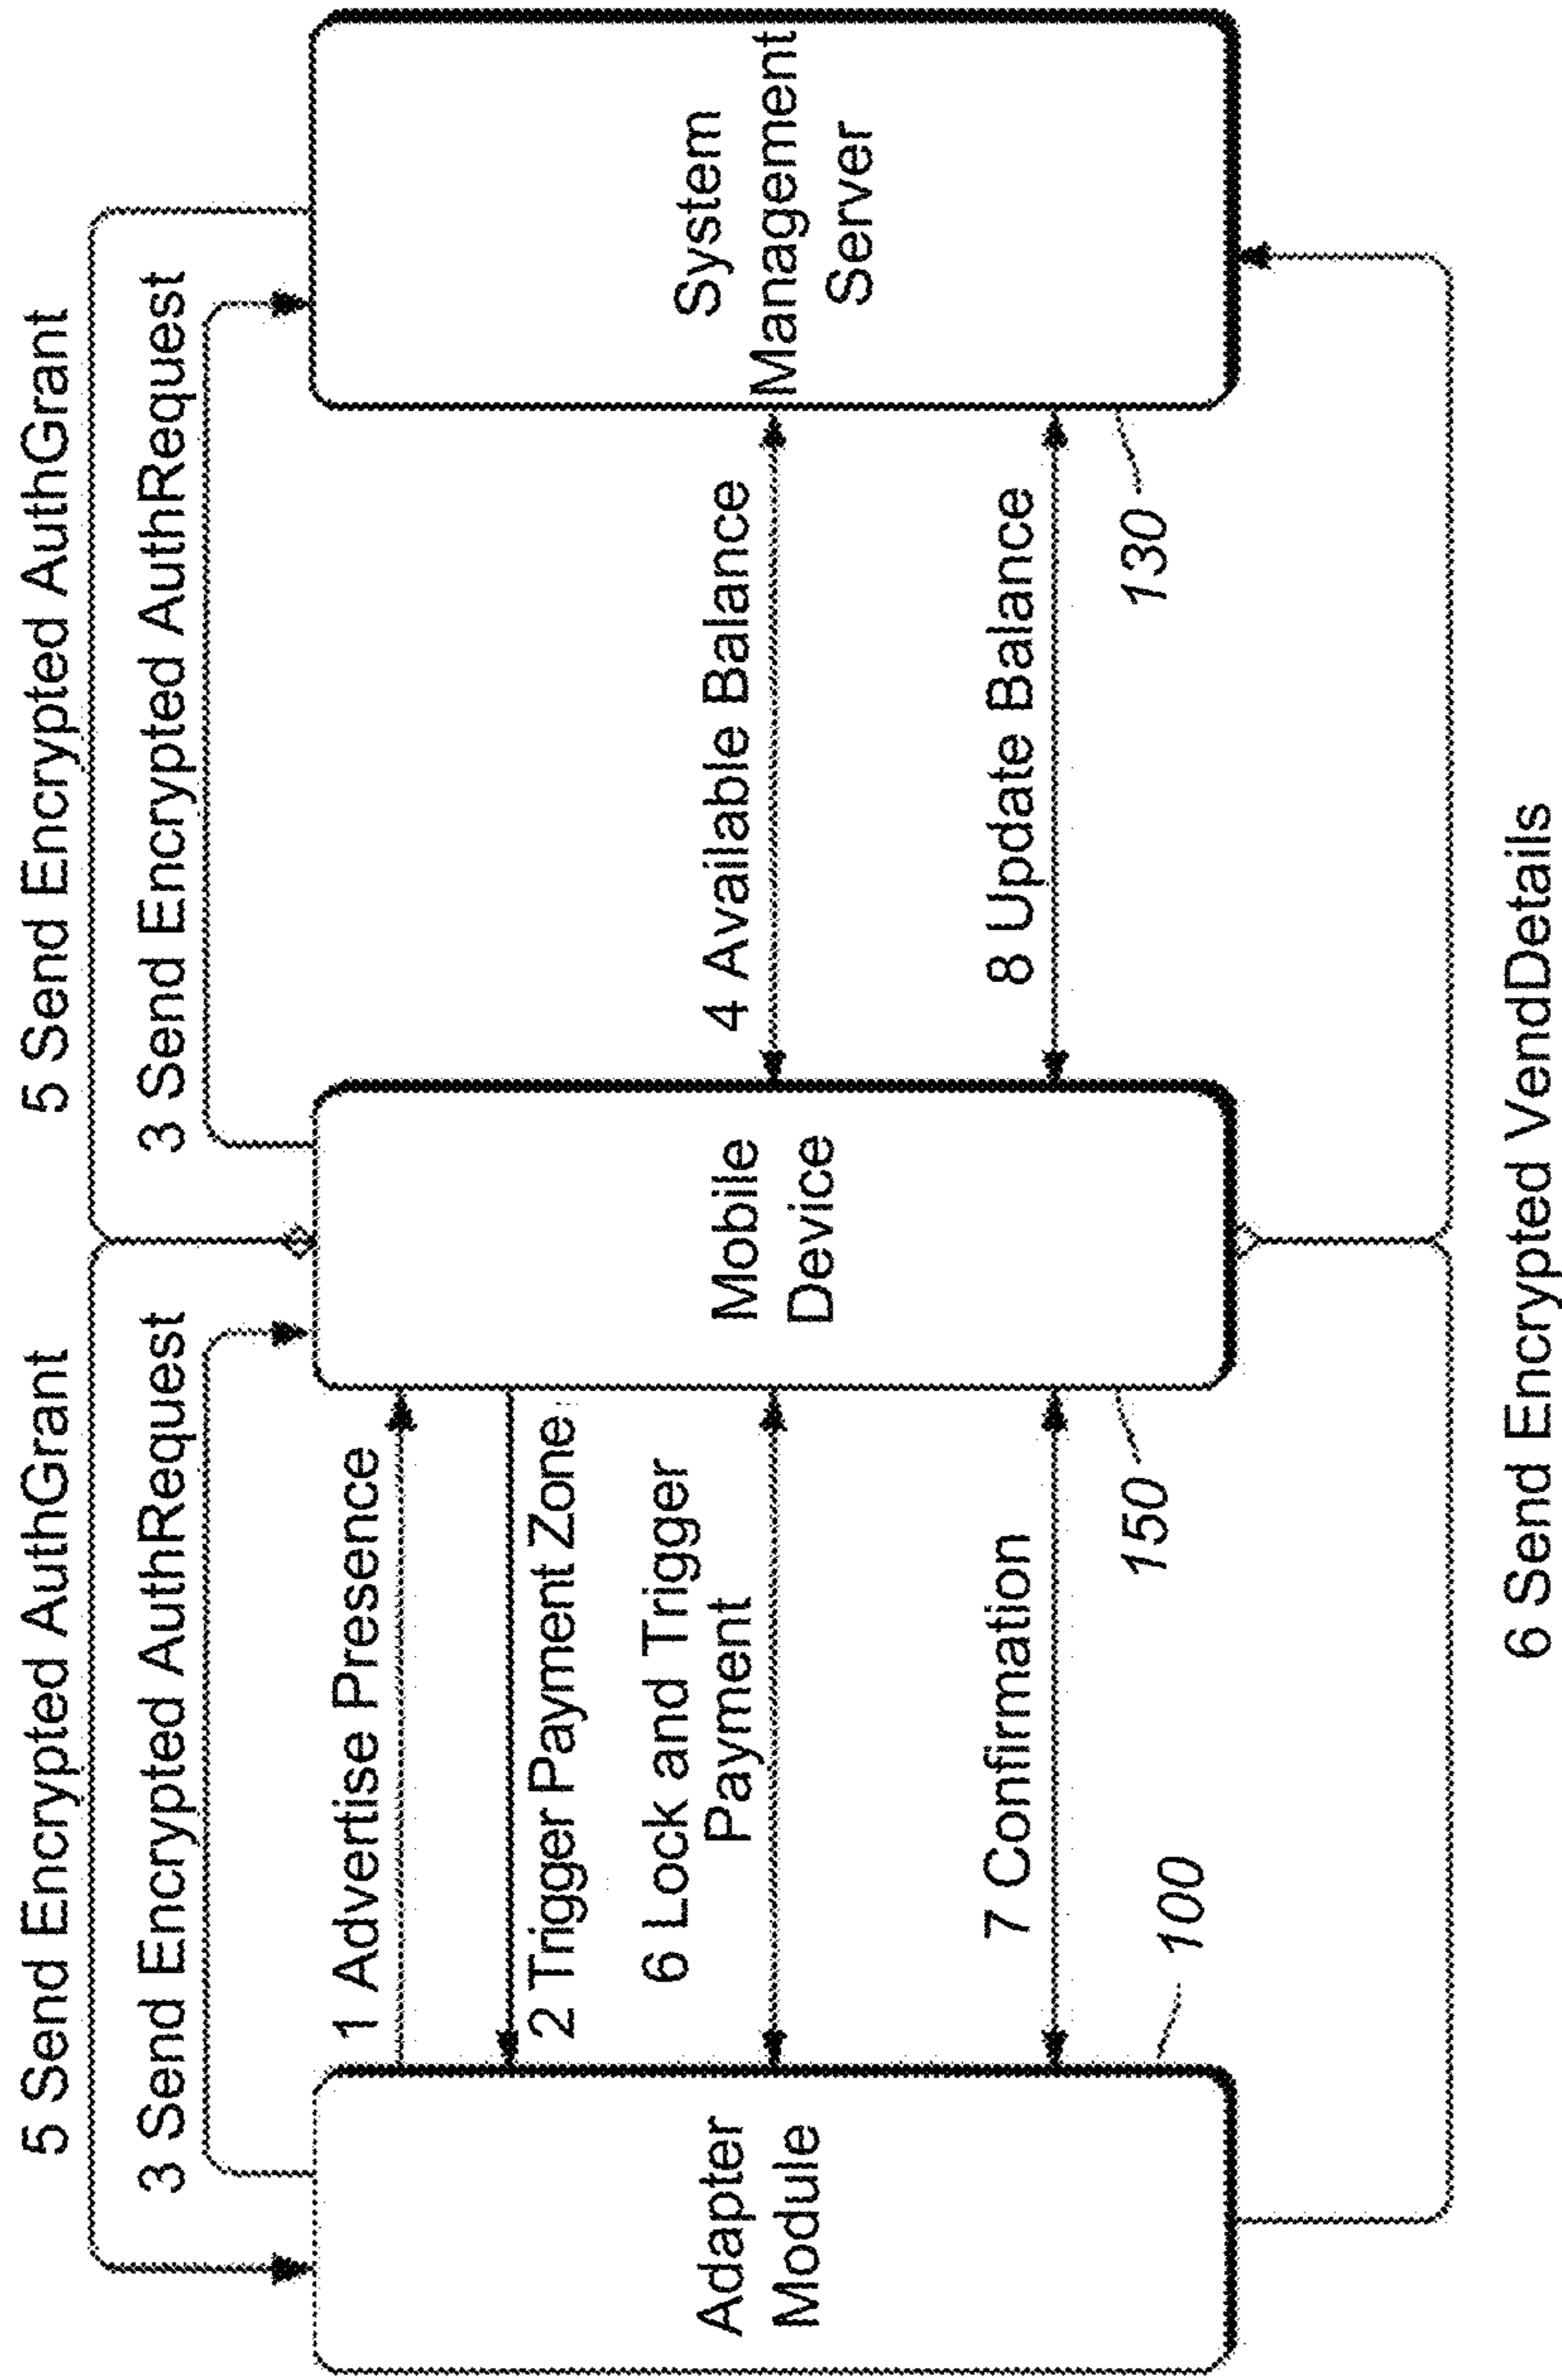 5 Send Encrypted AuthGrant
5 Send Encrypted AuthGrant
3 Send Encrypted AuthRequest
3 Send Encrypted AuthRequest
1 Advertise Presence
2 Trigger Payment Zone
6 Lock and Trigger
Payment
7 Confirmation
4 Available Balance
8 Update Balance
Adapter
Module
100
Mobile
Device
150
System
Management
Server
130
6 Send Encrypted VendDetails